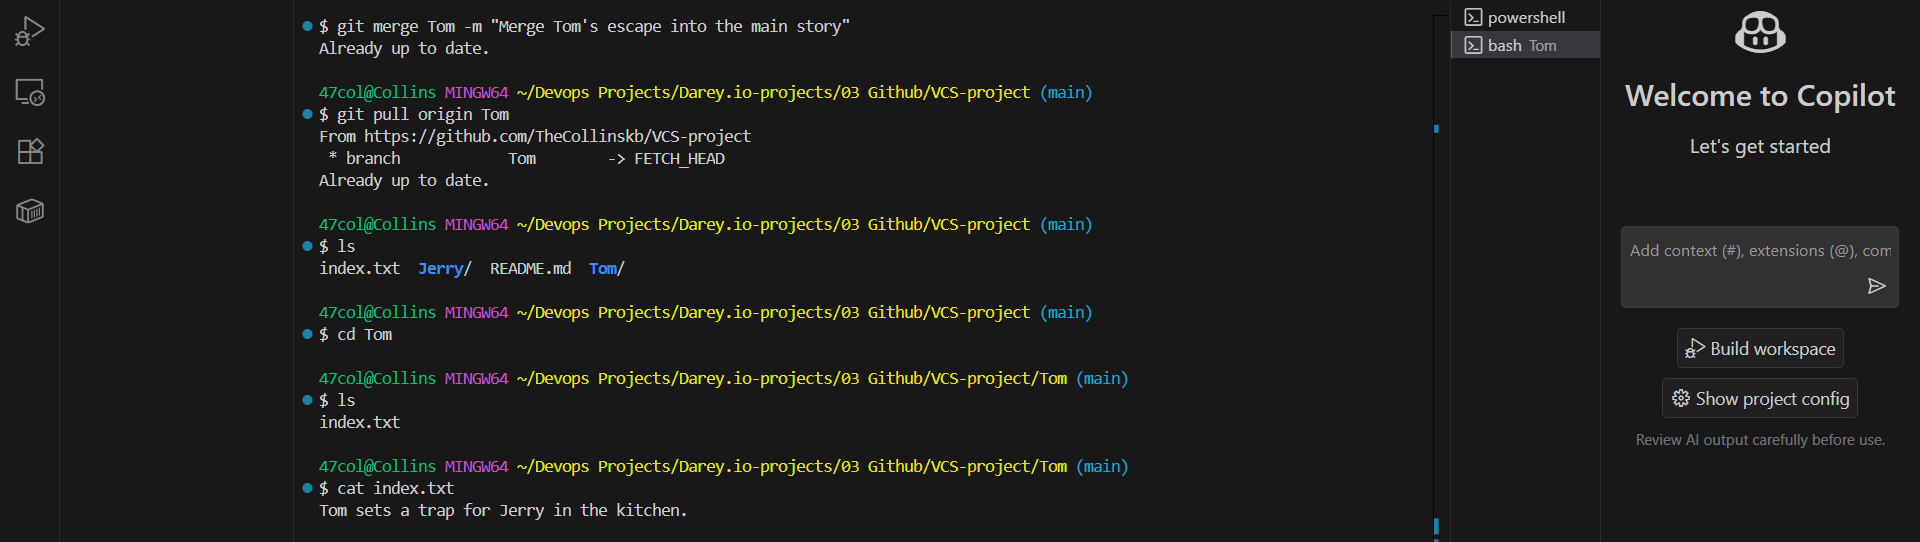 $ git merge Tom -m "Merge Tom's escape into the main story"
Already up to date.
47col@Collins MINGW64 ~/Devops Projects/Darey.io-projects/03 Github/VCS-project (main)
$ git pull origin Tom
From https://github.com/TheCollinskb/VCS-project
 * branch            Tom        -> FETCH_HEAD
Already up to date.
47col@Collins MINGW64 ~/Devops Projects/Darey.io-projects/03 Github/VCS-project (main)
$ ls
index.txt  Jerry/  README.md  Tom/
47col@Collins MINGW64 ~/Devops Projects/Darey.io-projects/03 Github/VCS-project (main)
$ cd Tom
47col@Collins MINGW64 ~/Devops Projects/Darey.io-projects/03 Github/VCS-project/Tom (main)
$ ls
index.txt
47col@Collins MINGW64 ~/Devops Projects/Darey.io-projects/03 Github/VCS-project/Tom (main)
$ cat index.txt
Tom sets a trap for Jerry in the kitchen.
powershell
bash Tom
Welcome to Copilot
Let's get started
Add context (#), extensions (@), com
Build workspace
Show project config
Review AI output carefully before use.